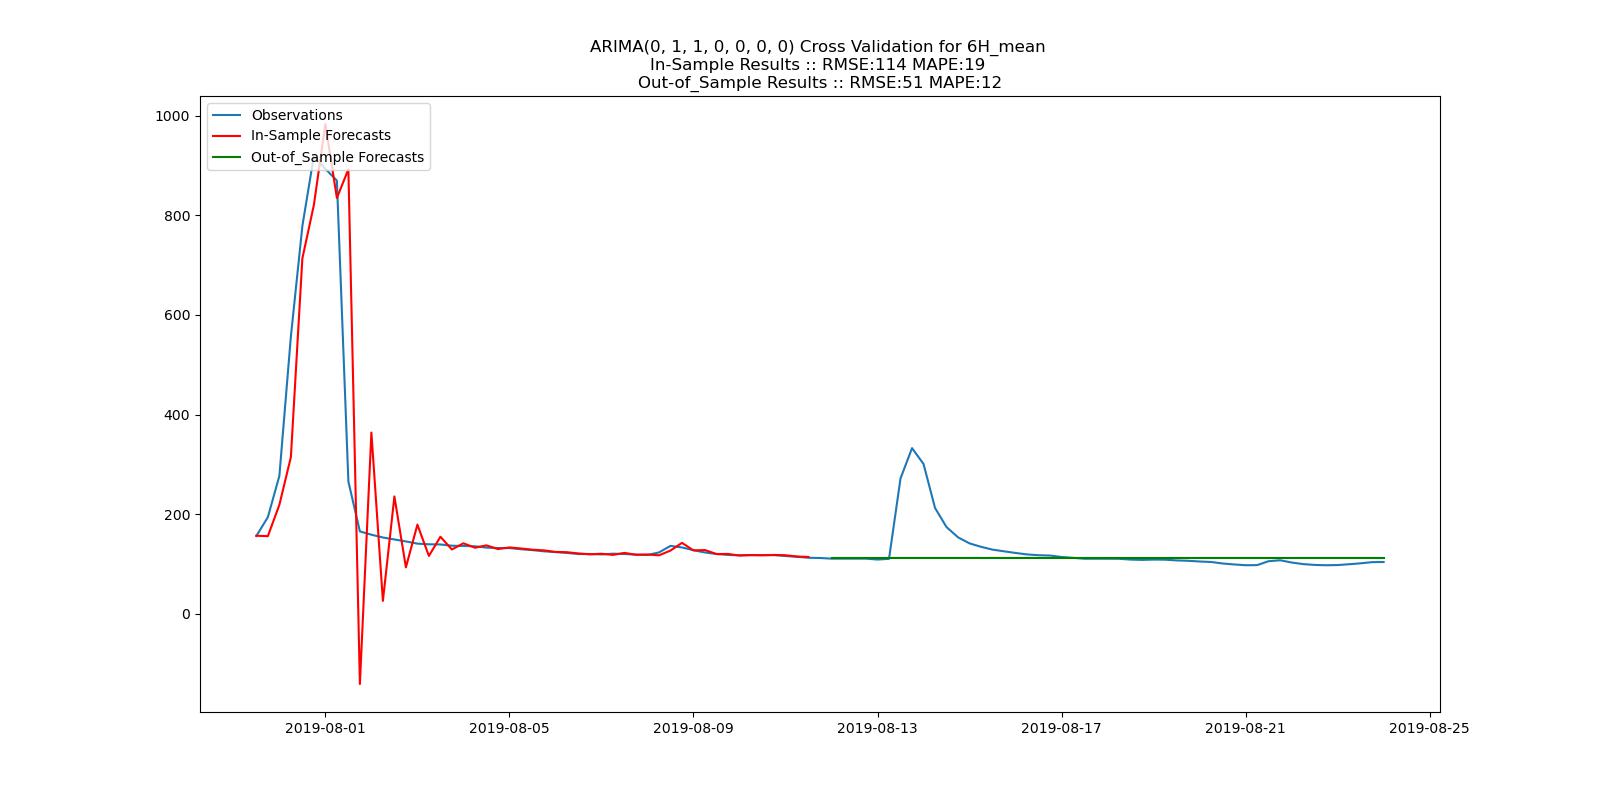 ARIMA(0, 1, 1, 0, 0, 0, 0) Cross Validation for 6H_mean
In-Sample Results :: RMSE:114 MAPE:19
Out-of_Sample Results :: RMSE:51 MAPE:12
Observations
In-Sample Forecasts
Out-of_Sample Forecasts
1000
800
600
400
200
0
2019-08-01
2019-08-05
2019-08-09
2019-08-13
2019-08-17
2019-08-21
2019-08-25